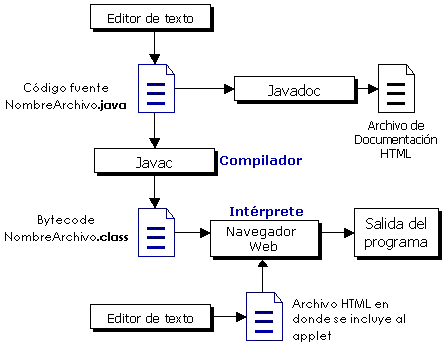 Editor de texto
Código fuente
NombreArchivo.java
Javadoc
Archivo de
Documentación
HTML
Javac
Compilador
Bytecode
NombreArchivo.class
Intérprete
Navegador
Web
Salida del
programa
Editor de texto
Archivo HTML en
donde se incluye al
applet